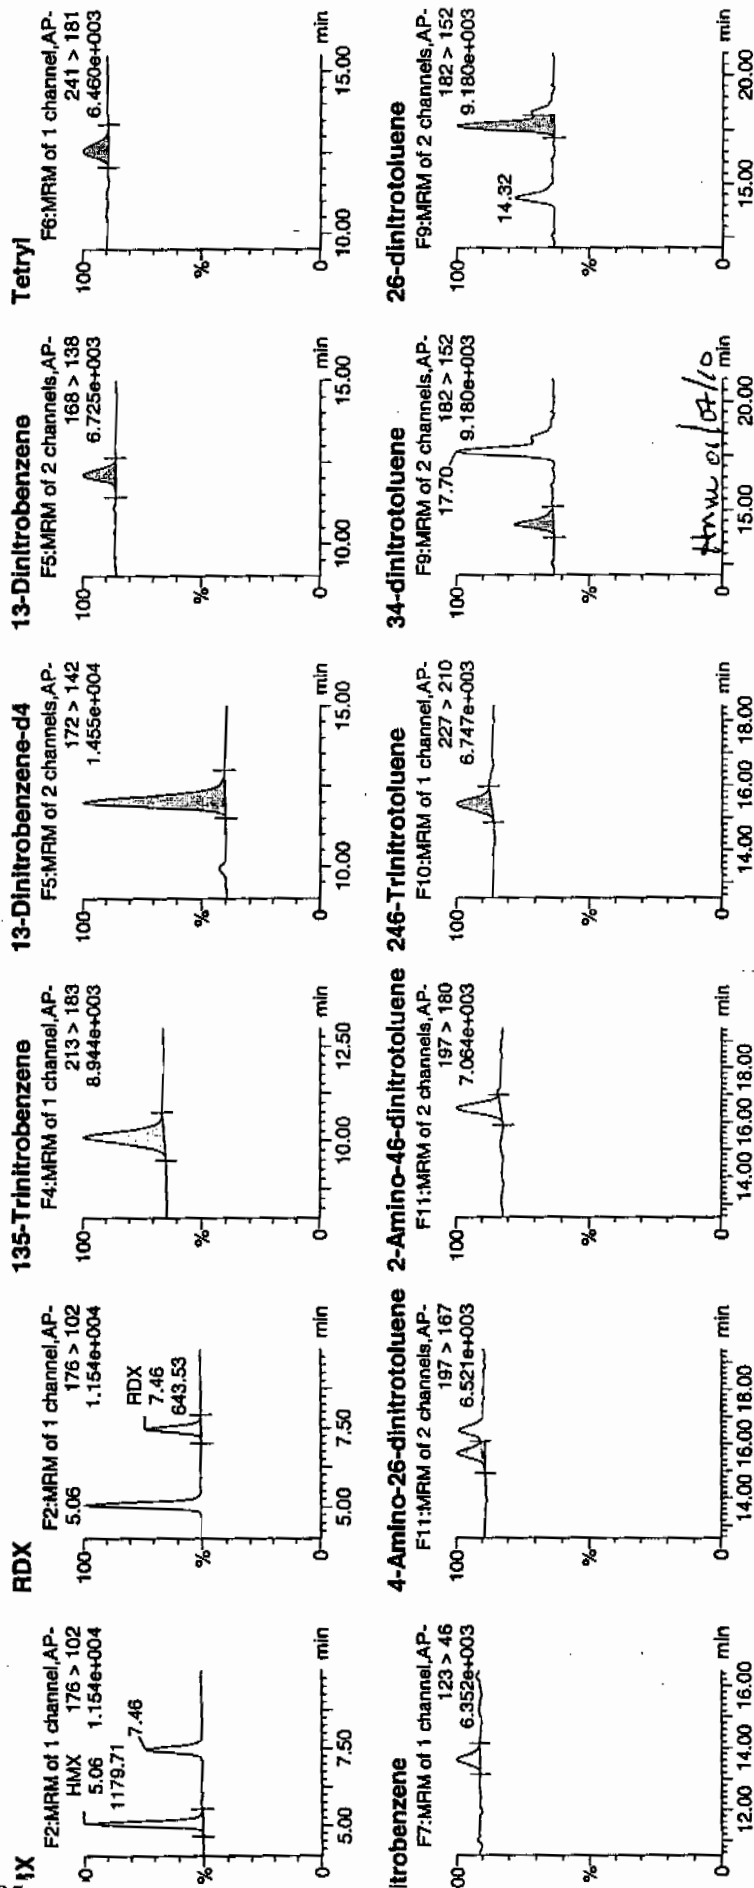 IX
F2:MRM of 1 channel,AP-
HMX 176 > 102
5.06 1.154e+004
1179.71
7.46
%
0
5.00 7.50 min
RDX
F2:MRM of 1 channel,AP-
5.06 176 > 102
1.154e+004
100
RDX
7.46
643.53
%
0
5.00 7.50 min
135-Trinitrobenzene
F4:MRM of 1 channel,AP-
213 > 183
8.944e+003
100
%
0
10.00 12.50 min
13-Dinitrobenzene-d4
F5:MRM of 2 channels,AP-
172 > 142
1.455e+004
100
%
0
10.00 15.00 min
13-Dinitrobenzene
F5:MRM of 2 channels,AP-
168 > 138
6.725e+003
100
%
0
10.00 15.00 min
Tetryl
F6:MRM of 1 channel,AP-
241 > 181
6.460e+003
100
%
0
10.00 15.00 min
itrobenzene
F7:MRM of 1 channel,AP-
123 > 46
6.352e+003
00
%
0
12.00 14.00 16.00 min
4-Amino-26-dinitrotoluene
F11:MRM of 2 channels,AP-
197 > 167
6.521e+003
100
%
0
14.00 16.00 18.00 min
2-Amino-46-dinitrotoluene
F11:MRM of 2 channels,AP-
197 > 180
7.064e+003
100
%
0
14.00 16.00 18.00 min
246-Trinitrotoluene
F10:MRM of 1 channel,AP-
227 > 210
6.747e+003
100
%
0
14.00 16.00 18.00 min
34-dinitrotoluene
F9:MRM of 2 channels,AP-
182 > 152
17.70 9.180e+003
100
%
0
15.00 20.00 min
26-dinitrotoluene
F9:MRM of 2 channels,AP-
182 > 152
9.180e+003
100
14.32
%
0
15.00 20.00 min